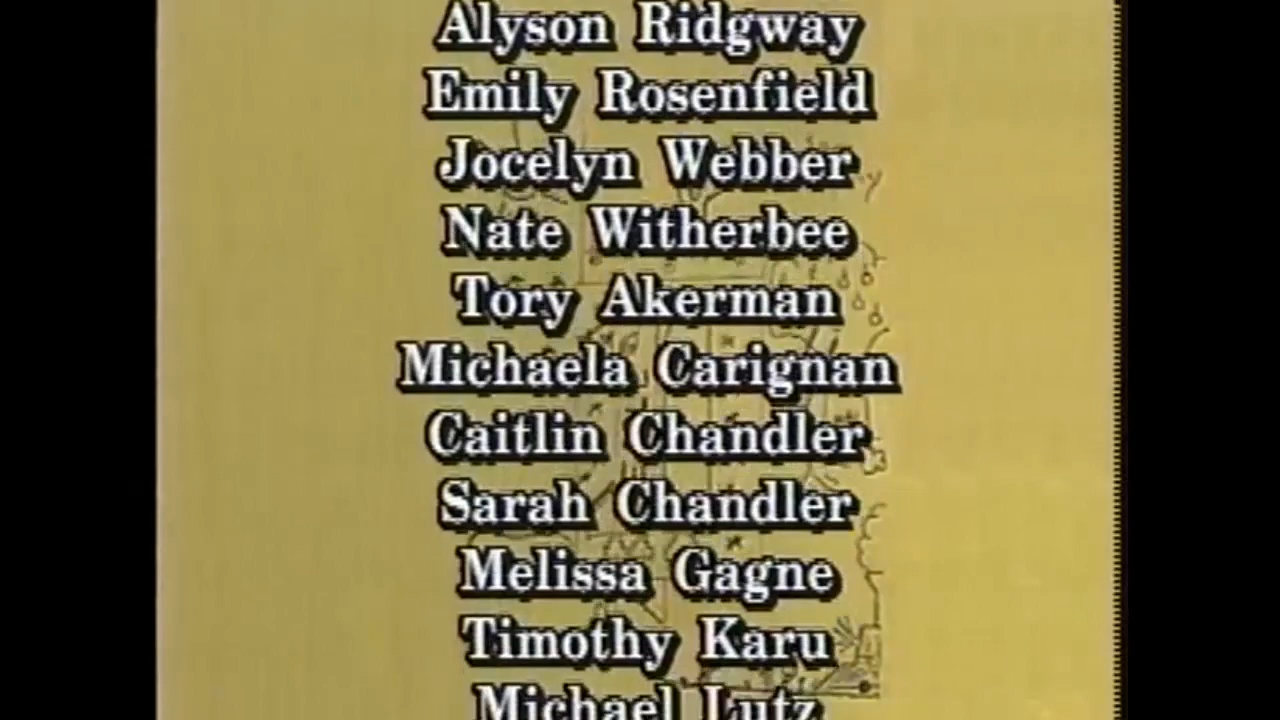 Alyson Ridgway
Emily Rosenfield
Jocelyn Webber
Nate Witherbee
Tory Akerman
Michaela Carignan
Caitlin Chandler
Sarah Chandler
Melissa Gagne
Timothy Karu
Michael Lutz